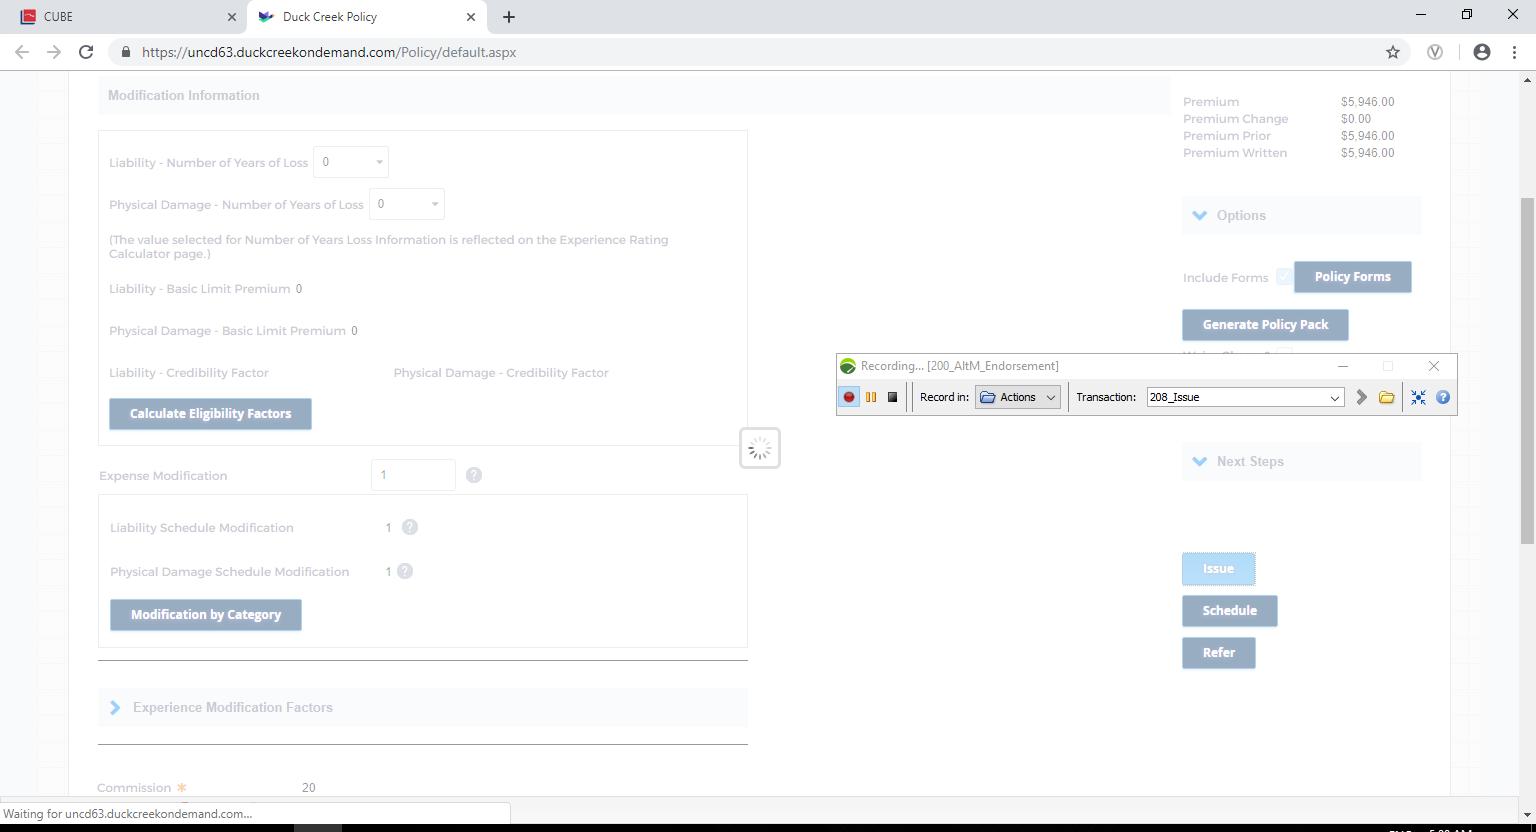 CUBE
Duck Creek Policy
https://uncd63.duckcreekondemand.com/Policy/default.aspx
Modification Information
Liability - Number of Years of Loss 0
Physical Damage - Number of Years of Loss 0
(The value selected for Number of Years Loss Information is reflected on the Experience Rating
Calculator page.)
Liability - Basic Limit Premium 0
Physical Damage - Basic Limit Premium 0
Liability - Credibility Factor Physical Damage - Credibility Factor
Calculate Eligibility Factors
Expense Modification 1 ?
Liability Schedule Modification 1 ?
Physical Damage Schedule Modification 1 ?
Modification by Category
Experience Modification Factors
Commission * 20
Premium $5,946.00
Premium Change $0.00
Premium Prior $5,946.00
Premium Written $5,946.00
Options
Include Forms Policy Forms
Generate Policy Pack
Recording... [200_AltM_Endorsement]
Record in: Actions Transaction: 208_Issue ?
Next Steps
Issue
Schedule
Refer
Waiting for uncd63.duckcreekondemand.com...